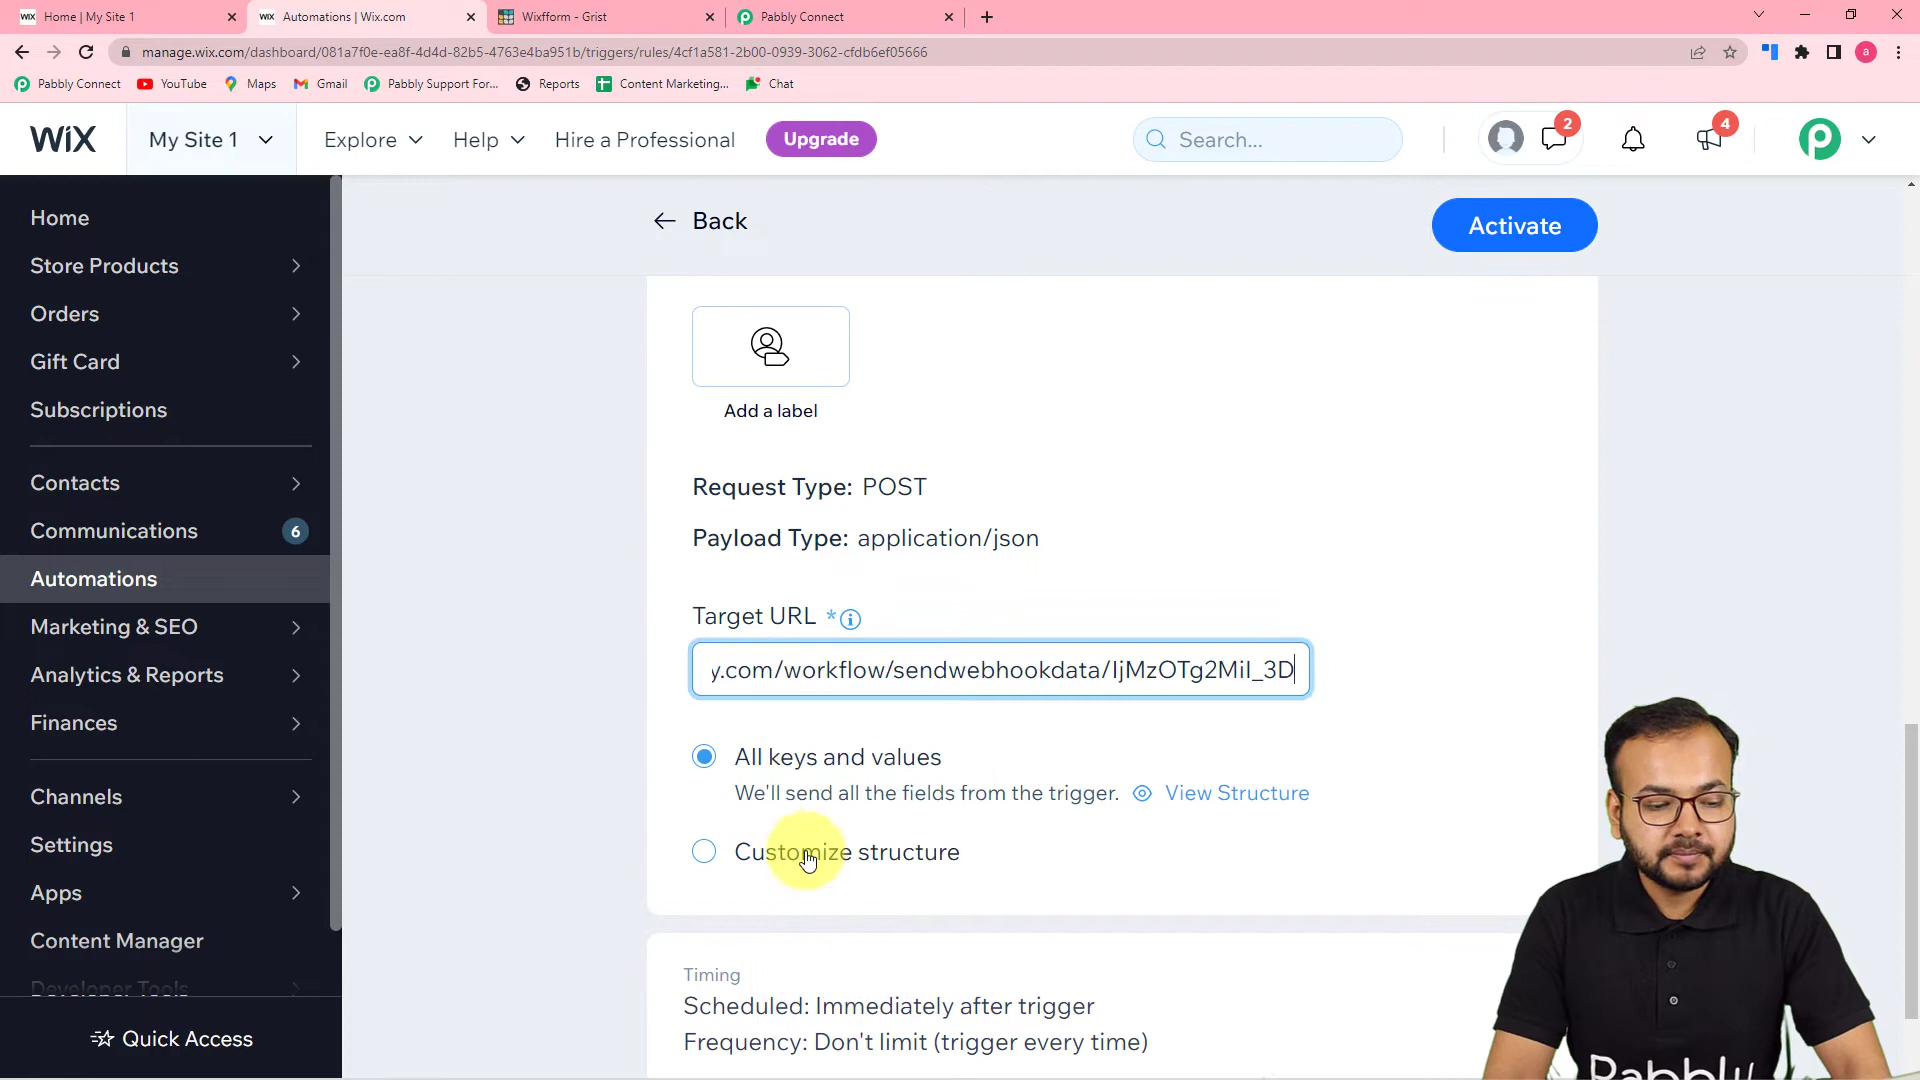 Home | My Site 1
Automations | Wix.com
Wixfform - Grist
Pabbly Connect
manage.wix.com/dashboard/081a7f0e-ea8f-4d4d-82b5-4763e4ba951b/triggers/rules/4cf1a581-2b00-0939-3062-cfdb6ef05666
a
Pabbly Connect
YouTube
Maps
Gmail
Pabbly Support For...
Reports
Content Marketing...
Chat
WiX
My Site 1
Explore
Help
Hire a Professional
Upgrade
Search...
2
4
Home
Store Products
Orders
Gift Card
Subscriptions
Contacts
Communications 6
Automations
Marketing & SEO
Analytics & Reports
Finances
Channels
Settings
Apps
Content Manager
Developer Tools
Quick Access
Back
Activate
Add a label
Request Type: POST
Payload Type: application/json
Target URL *
y.com/workflow/sendwebhookdata/IjMzOTg2MiI_3D
All keys and values
We'll send all the fields from the trigger. View Structure
Customize structure
Timing
Scheduled: Immediately after trigger
Frequency: Don't limit (trigger every time)
Pabbly